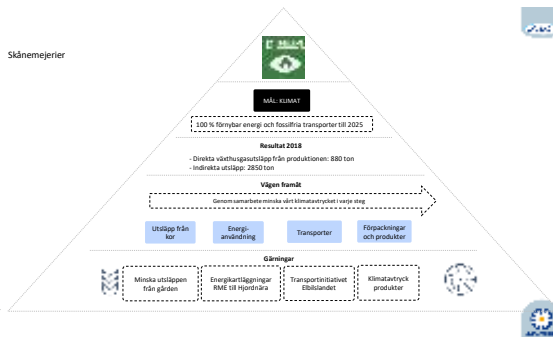 Skånemejerier
MÅL: KLIMAT
100 % förnybar energi och fossilfria transporter till 2025
Resultat 2018
- Direkta växthusgasutsläpp från produktionen: 880 ton
- Indirekta utsläpp: 2850 ton
Vägen framåt
Genom samarbete minska vårt klimatavtrycket i varje steg
Utsläpp från
kor
Energi-
användning
Transporter
Förpackningar
och produkter
Gärningar
Minska utsläppen
från gården
Energikartläggningar
RME till Hjordnära
Transportinitiativet
Elbilslandet
Klimatavtryck
produkter